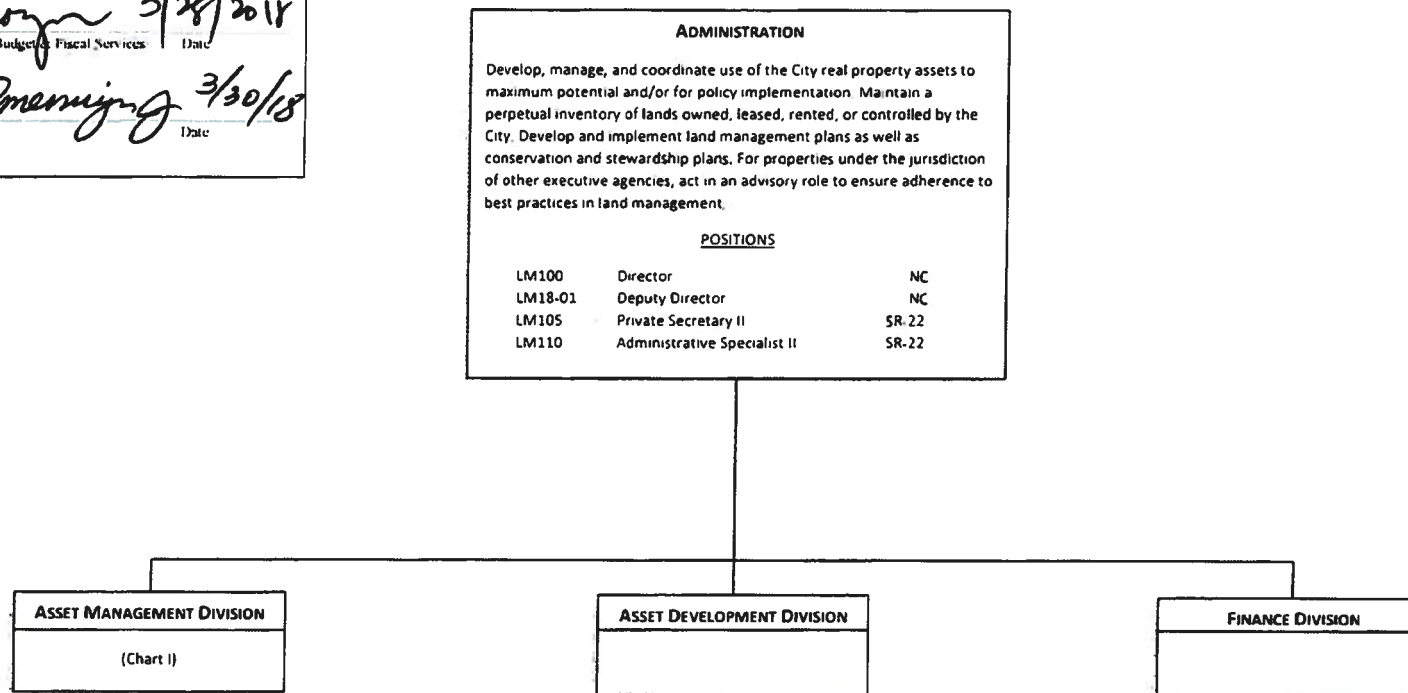 3/28/2018
Budget & Fiscal Services Date
3/30/18
Date
ADMINISTRATION
Develop, manage, and coordinate use of the City real property assets to
maximum potential and/or for policy implementation. Maintain a
perpetual inventory of lands owned, leased, rented, or controlled by the
City. Develop and implement land management plans as well as
conservation and stewardship plans. For properties under the jurisdiction
of other executive agencies, act in an advisory role to ensure adherence to
best practices in land management.
POSITIONS
LM100 Director NC
LM18-01 Deputy Director NC
LM105 Private Secretary II SR-22
LM110 Administrative Specialist II SR-22
ASSET MANAGEMENT DIVISION
(Chart I)
ASSET DEVELOPMENT DIVISION
FINANCE DIVISION